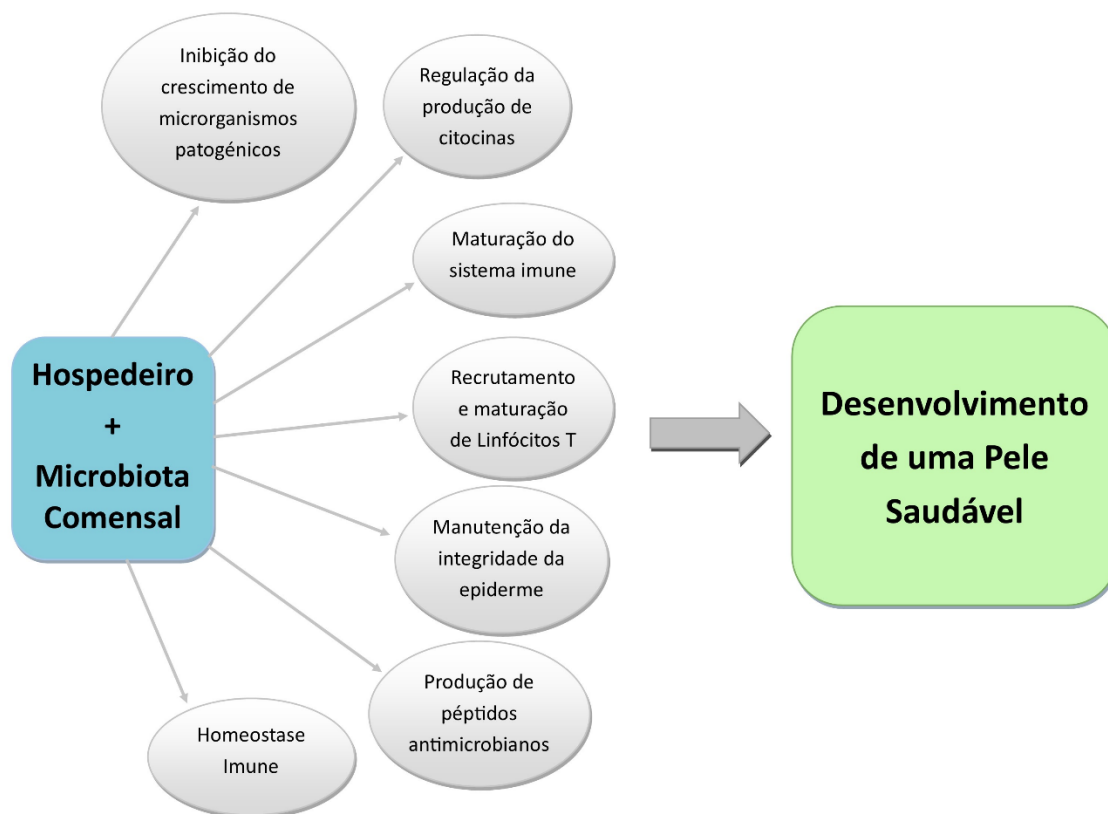 Inibição do
crescimento de
microrganismos
patogénicos
Regulação da
produção de
citocinas
Maturação do
sistema imune
Hospedeiro
+
Microbiota
Comensal
Recrutamento
e maturação
de Linfócitos T
Desenvolvimento
de uma Pele
Saudável
Manutenção da
integridade da
epiderme
Produção de
péptidos
antimicrobianos
Homeostase
Imune